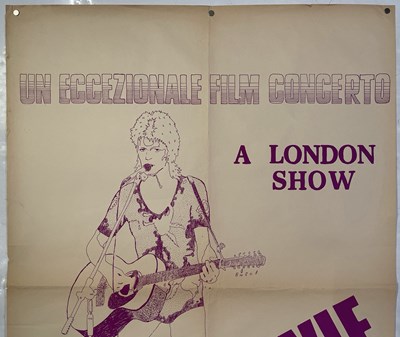 UN ECCEZIONALE FILM CONCERTO
A LONDON
SHOW